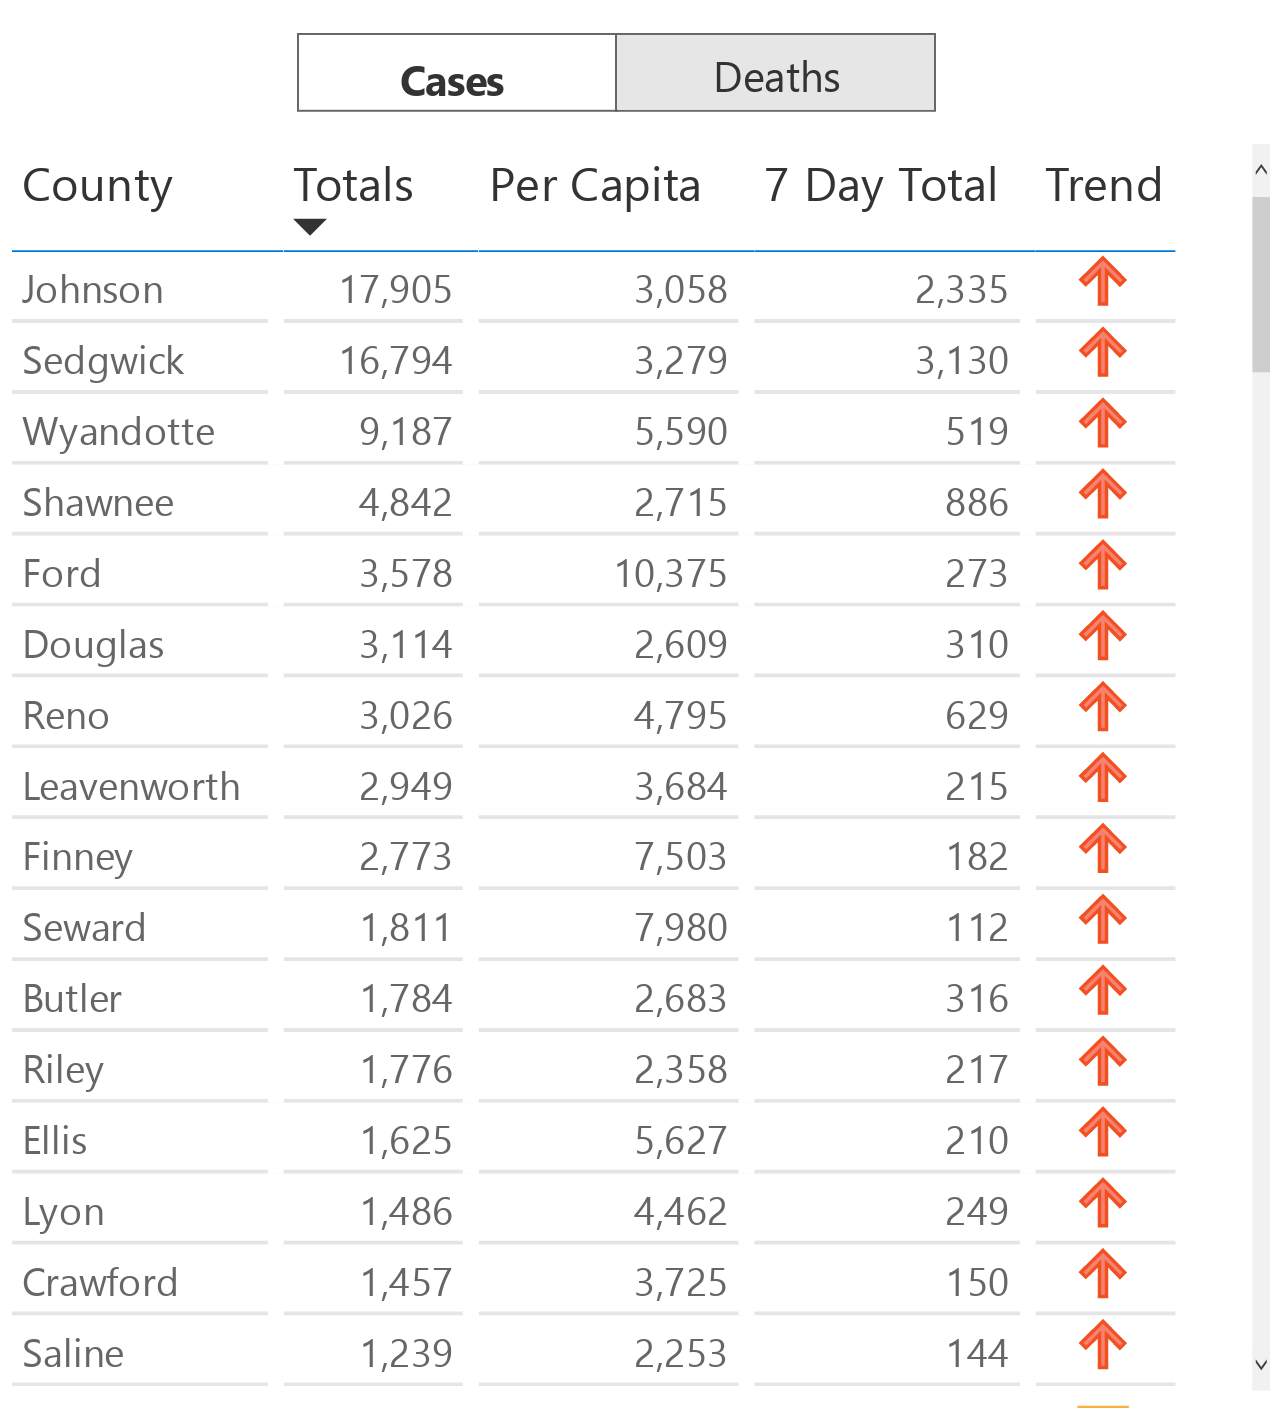 Cases Deaths
County Totals Per Capita 7 Day Total Trend
Johnson 17,905 3,058 2,335
Sedgwick 16,794 3,279 3,130
Wyandotte 9,187 5,590 519
Shawnee 4,842 2,715 886
Ford 3,578 10,375 273
Douglas 3,114 2,609 310
Reno 3,026 4,795 629
Leavenworth 2,949 3,684 215
Finney 2,773 7,503 182
Seward 1,811 7,980 112
Butler 1,784 2,683 316
Riley 1,776 2,358 217
Ellis 1,625 5,627 210
Lyon 1,486 4,462 249
Crawford 1,457 3,725 150
Saline 1,239 2,253 144